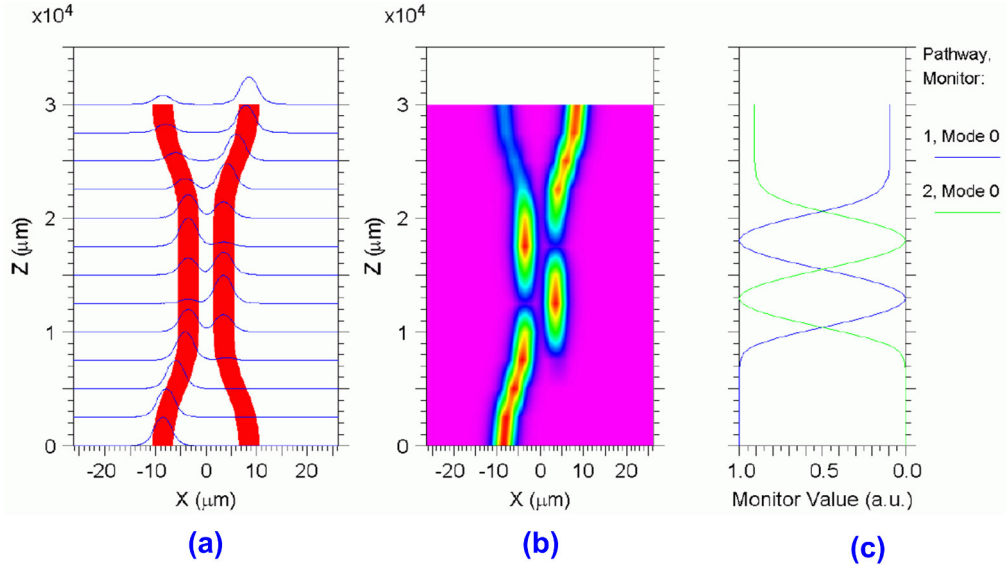 x10⁴
x10⁴
Pathway,
Monitor:
1, Mode 0
2, Mode 0
3
2
1
0
Z (μm)
-20 -10 0 10 20
X (μm)
3
2
1
0
Z (μm)
-20 -10 0 10 20
X (μm)
1.0 0.5 0.0
Monitor Value (a.u.)
(a)
(b)
(c)